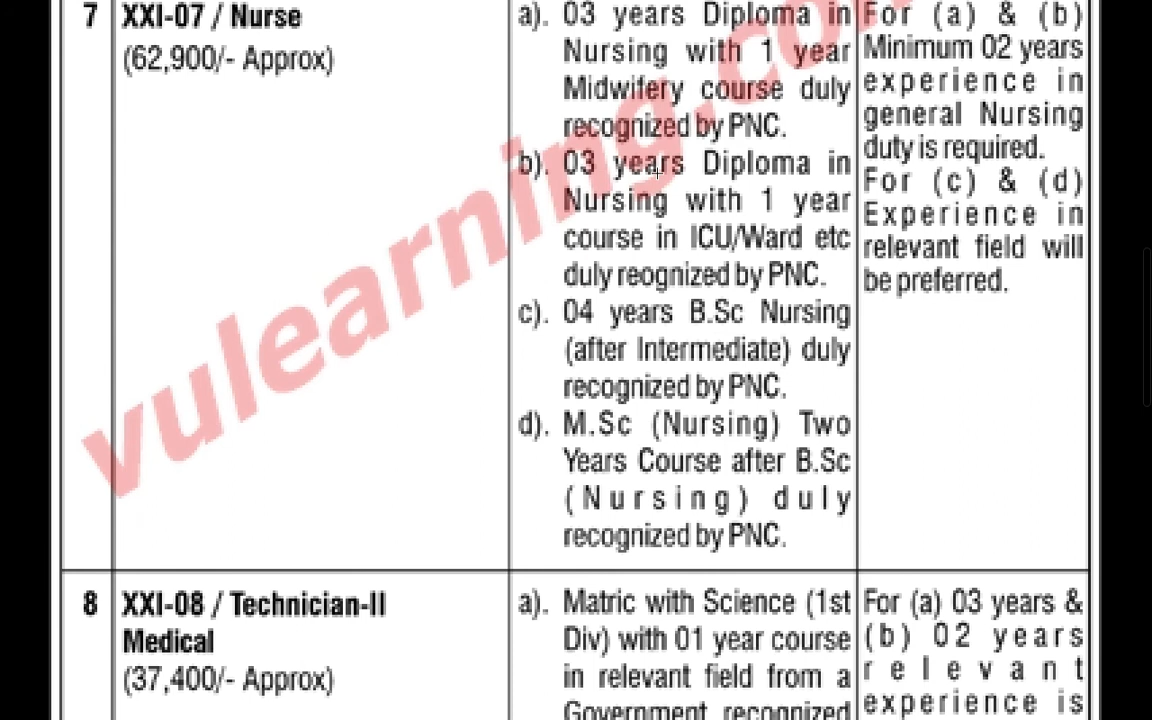 7
XXI-07 / Nurse
(62,900/- Approx)
a). 03 years Diploma in
Nursing with 1 year
Midwifery course duly
recognized by PNC.
b). 03 years Diploma in
Nursing with 1 year
course in ICU/Ward etc
duly reognized by PNC.
c). 04 years B.Sc Nursing
(after Intermediate) duly
recognized by PNC.
d). M.Sc (Nursing) Two
Years Course after B.Sc
(Nursing) duly
recognized by PNC.
For (a) & (b)
Minimum 02 years
experience in
general Nursing
duty is required.
For (c) & (d)
Experience in
relevant field will
be preferred.
8
XXI-08 / Technician-II
Medical
(37,400/- Approx)
a). Matric with Science (1st
Div) with 01 year course
in relevant field from a
Government recognized
For (a) 03 years &
(b) 02 years
relevant
experience is
vulearning.co